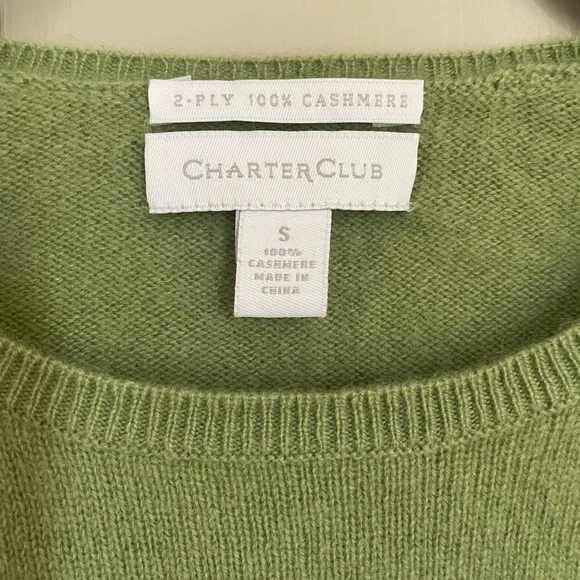 2-PLY 100% CASHMERE
CHARTER CLUB
S
100%
CASHMERE
MADE IN
CHINA